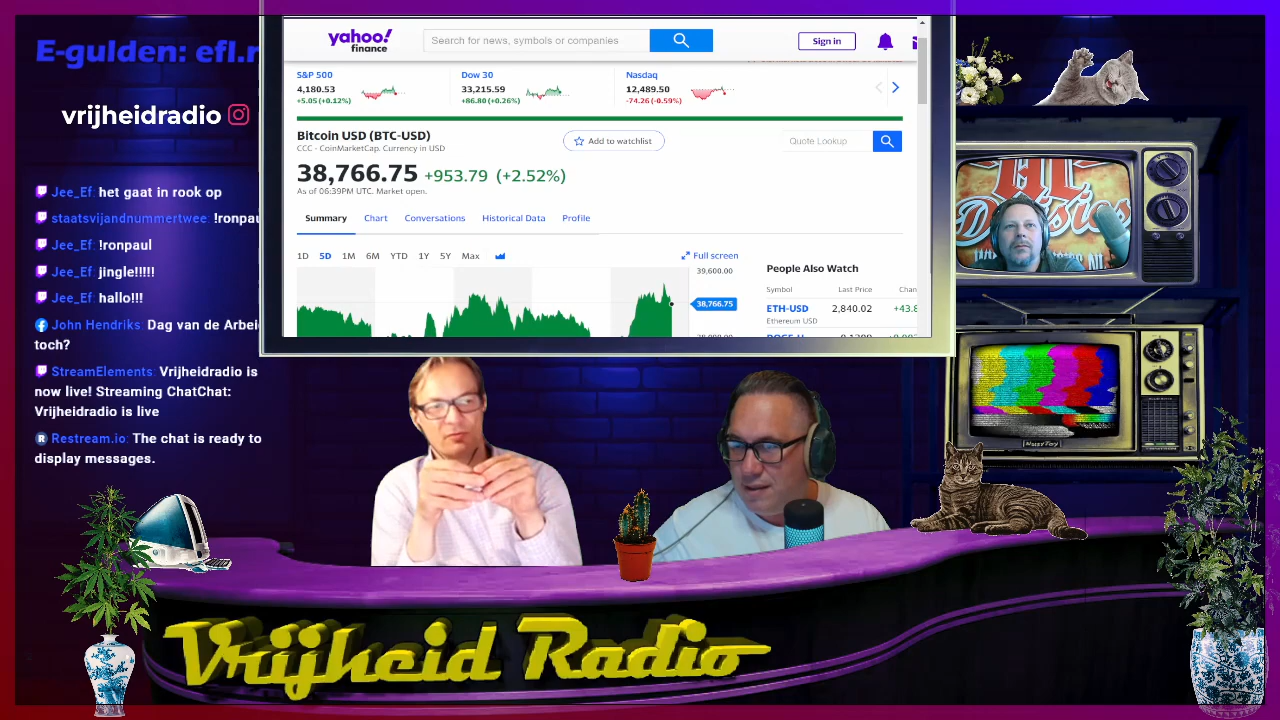 E-gulden: efl.
vrijheidradio
Jee_Ef: het gaat in rook op
staatsvijandnummertwee: !ronpau
Jee_Ef: !ronpaul
Jee_Ef: jingle!!!!!
Jee_Ef: hallo!!!
John Hendriks: Dag van de Arbei
toch?
StreamElements: Vrijheidradio is
now live! Streaming ChatChat:
Vrijheidradio is live
Restream.io: The chat is ready to
display messages.
yahoo!
finance
Search for news, symbols or companies
Sign in
S&P 500
4,180.53
+5.05 (+0.12%)
Dow 30
33,215.59
+86.80 (+0.26%)
Nasdaq
12,489.50
-74.26 (-0.59%)
Bitcoin USD (BTC-USD)
CCC - CoinMarketCap. Currency in USD
Add to watchlist
Quote Lookup
38,766.75 +953.79 (+2.52%)
As of 06:39PM UTC. Market open.
Summary Chart Conversations Historical Data Profile
1D 5D 1M 6M YTD 1Y 5Y Max
Full screen
39,600.00
38,766.75
People Also Watch
Symbol Last Price Chan
ETH-USD 2,840.02 +43.8
Ethereum USD
Vrijheid Radio